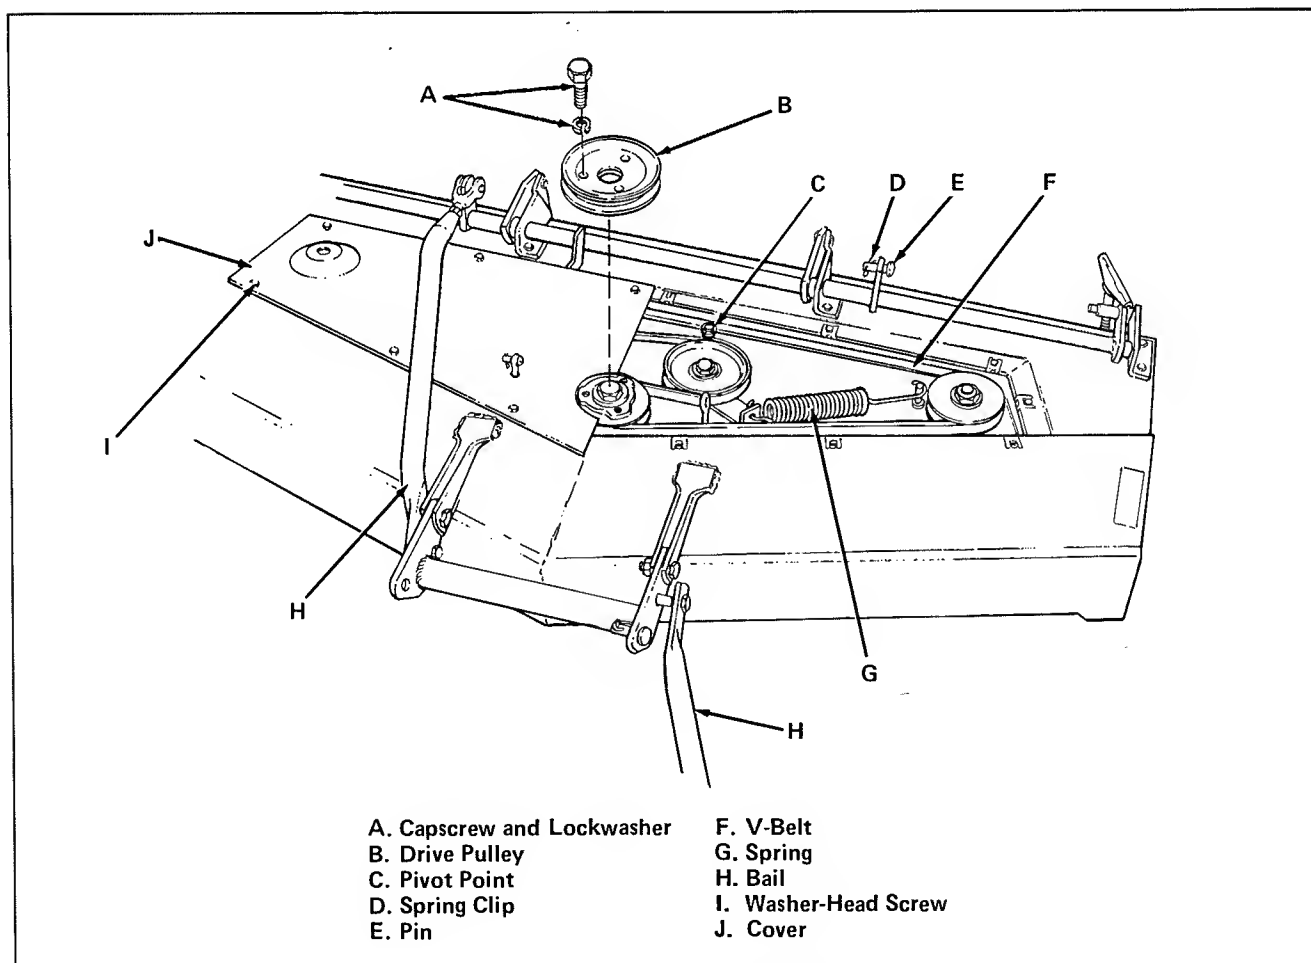 A
B
C
D
E
F
J
I
H
G
H
A. Capscrew and Lockwasher
B. Drive Pulley
C. Pivot Point
D. Spring Clip
E. Pin
F. V-Belt
G. Spring
H. Bail
I. Washer-Head Screw
J. Cover